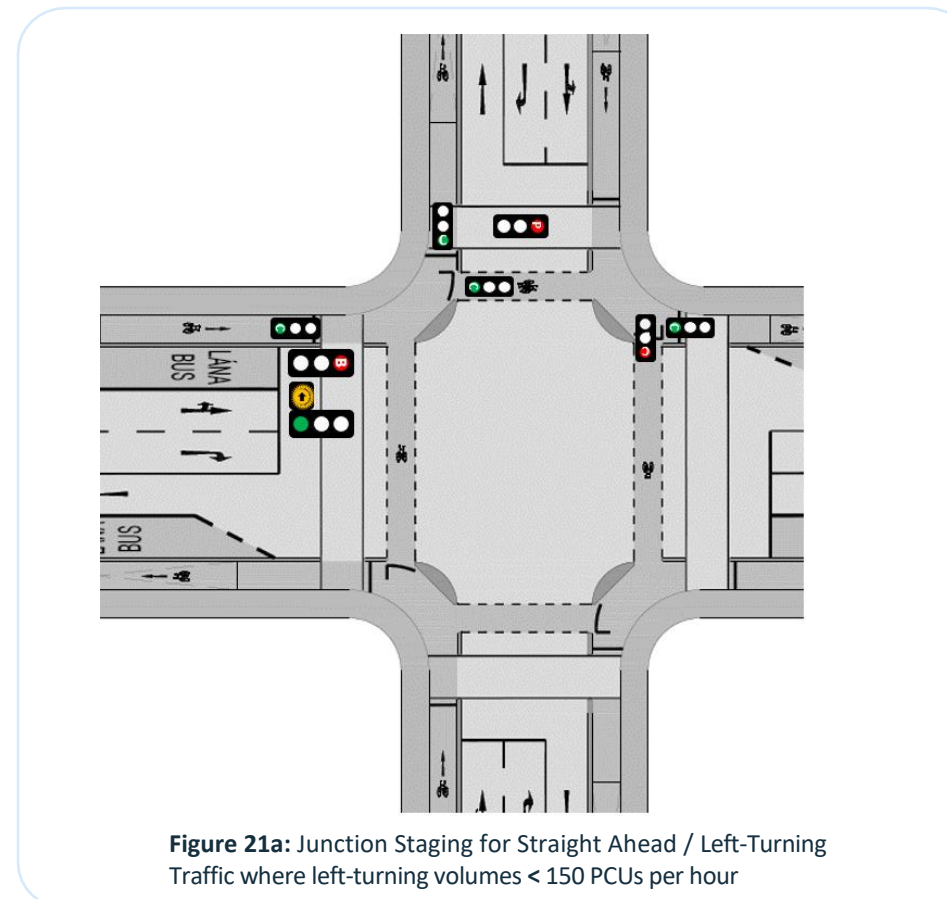 P
B
LÁNA
BUS
BUS
Figure 21a: Junction Staging for Straight Ahead / Left-Turning
Traffic where left-turning volumes < 150 PCUs per hour